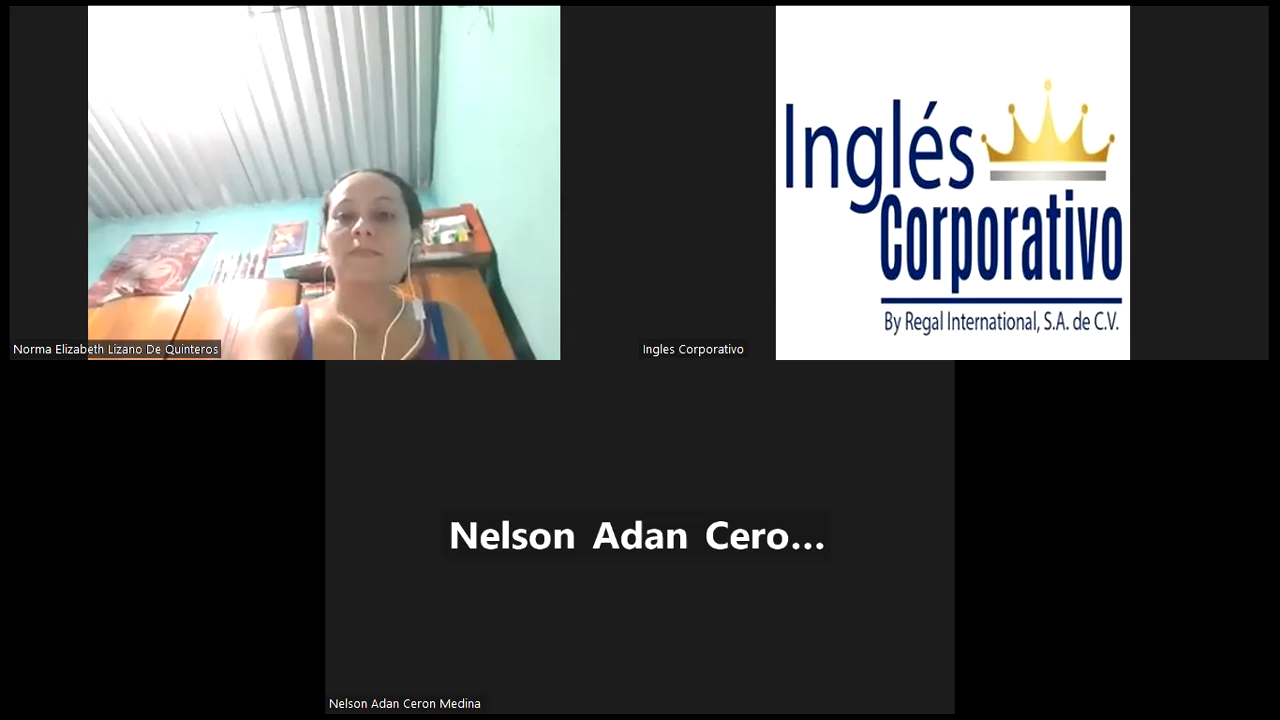 Norma Elizabeth Lizano De Quinteros
Inglés
Corporativo
By Regal International, S.A. de C.V.
Ingles Corporativo
Nelson Adan Cero...
Nelson Adan Ceron Medina